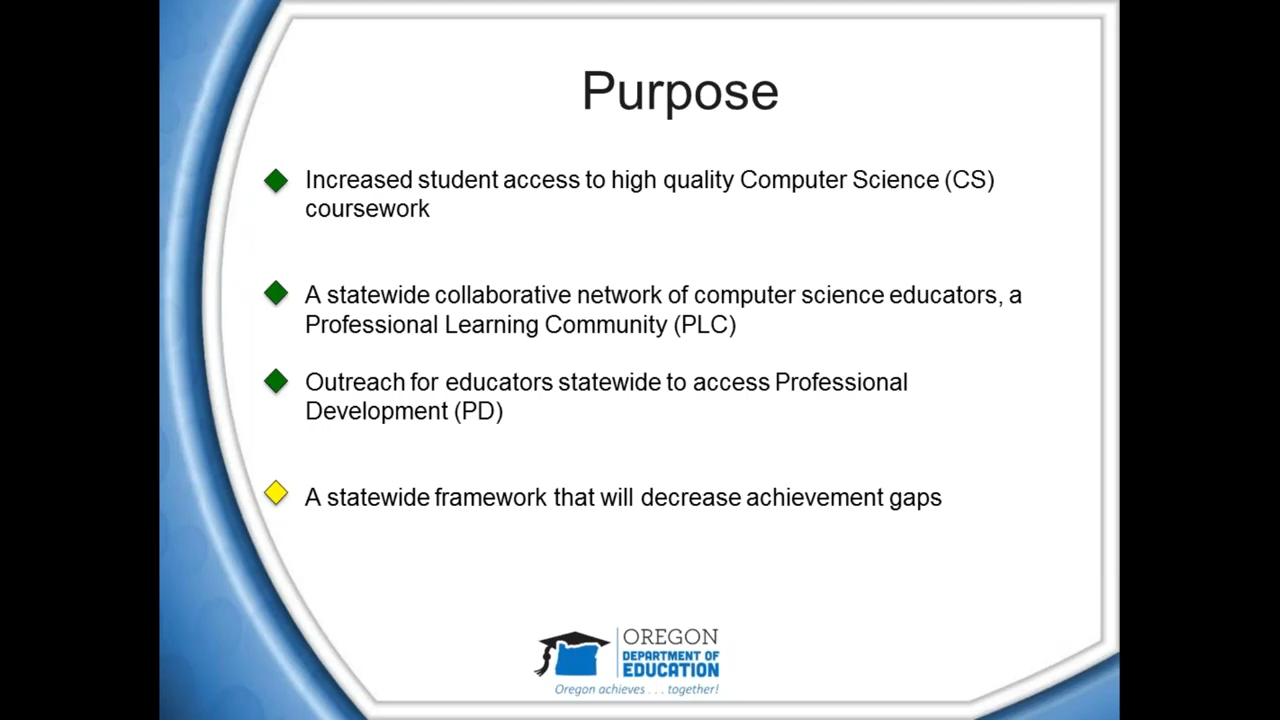 Purpose
Increased student access to high quality Computer Science (CS)
coursework
A statewide collaborative network of computer science educators, a
Professional Learning Community (PLC)
Outreach for educators statewide to access Professional
Development (PD)
A statewide framework that will decrease achievement gaps
OREGON
DEPARTMENT OF
EDUCATION
Oregon achieves . . . together!